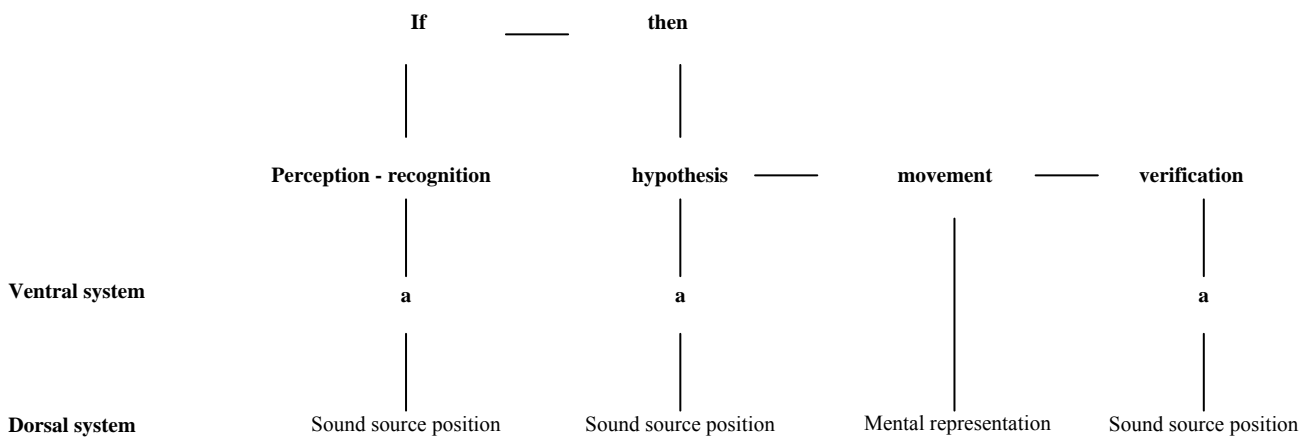 If then
Perception - recognition hypothesis movement verification
Ventral system a a a
Dorsal system Sound source position Sound source position Mental representation Sound source position